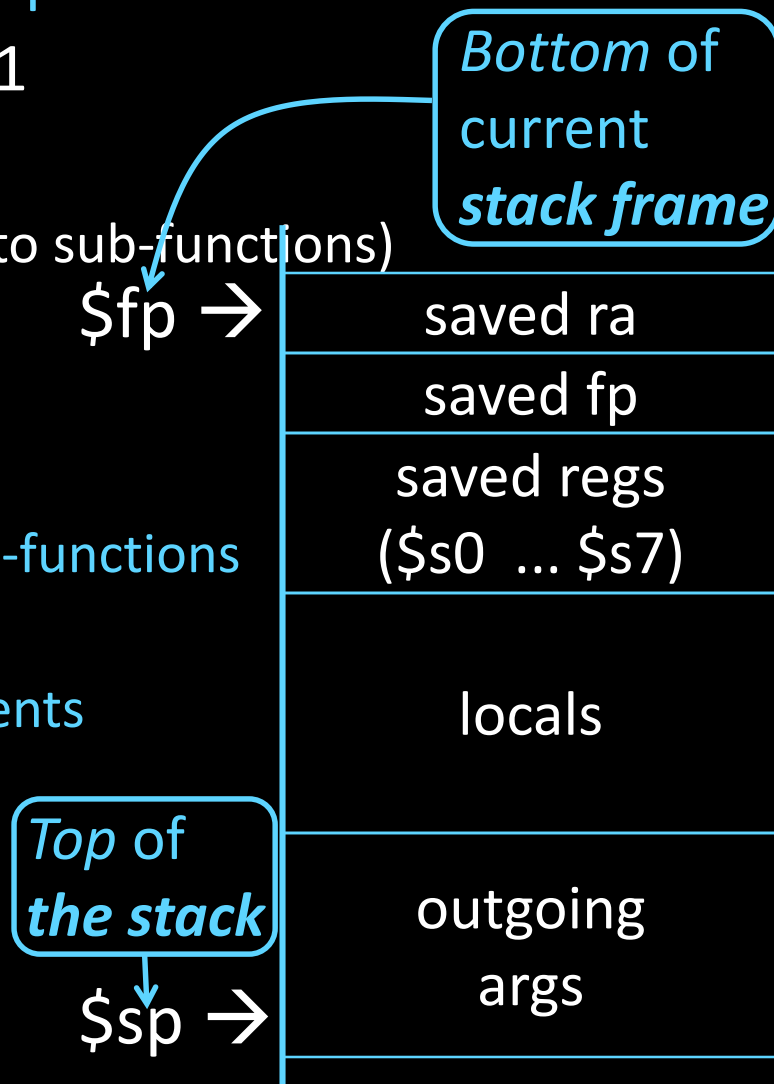 1
Bottom of
current
stack frame
to sub-functions)
$fp →
saved ra
saved fp
saved regs
($s0 ... $s7)
-functions
ents
locals
Top of
the stack
outgoing
args
$sp →